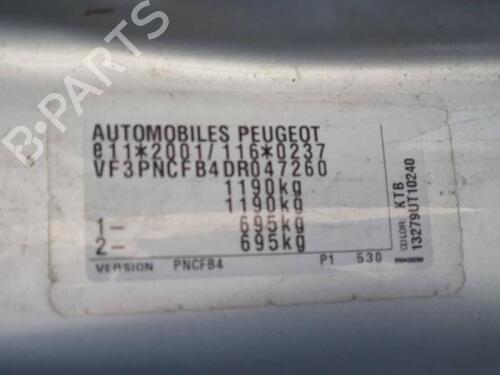 AUTOMOBILES PEUGEOT
e11*2001/116*0237
VF3PNCFB4DR047260
1190kg
1190kg
1- 695kg
2- 695kg
VERSION PNCFB4 P1 530
COLOR: KTB
13279UT10240
B-PARTS